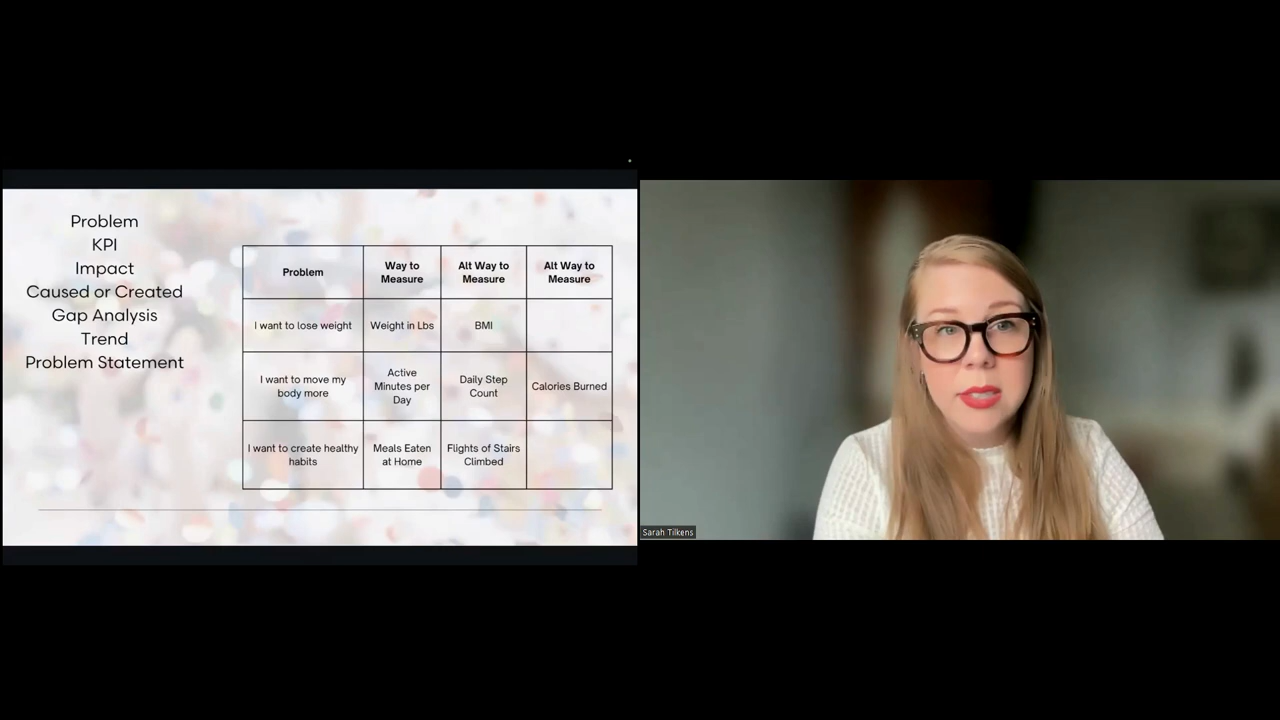 Problem
KPI
Impact
Caused or Created
Gap Analysis
Trend
Problem Statement
Problem
Way to
Measure
Alt Way to
Measure
Alt Way to
Measure
I want to lose weight
Weight in Lbs
BMI
I want to move my
body more
Active
Minutes per
Day
Daily Step
Count
Calories Burned
I want to create healthy
habits
Meals Eaten
at Home
Flights of Stairs
Climbed
Sarah Tilkens